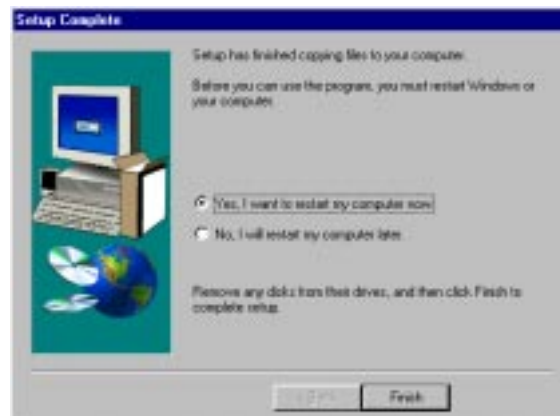 Setup Complete
Setup has finished copying files to your computer.
Before you can use the program, you must restart Windows or
your computer.
Yes, I want to restart my computer now.
No, I will restart my computer later.
Remove any disks from their drives, and then click Finish to
complete setup.
Finish